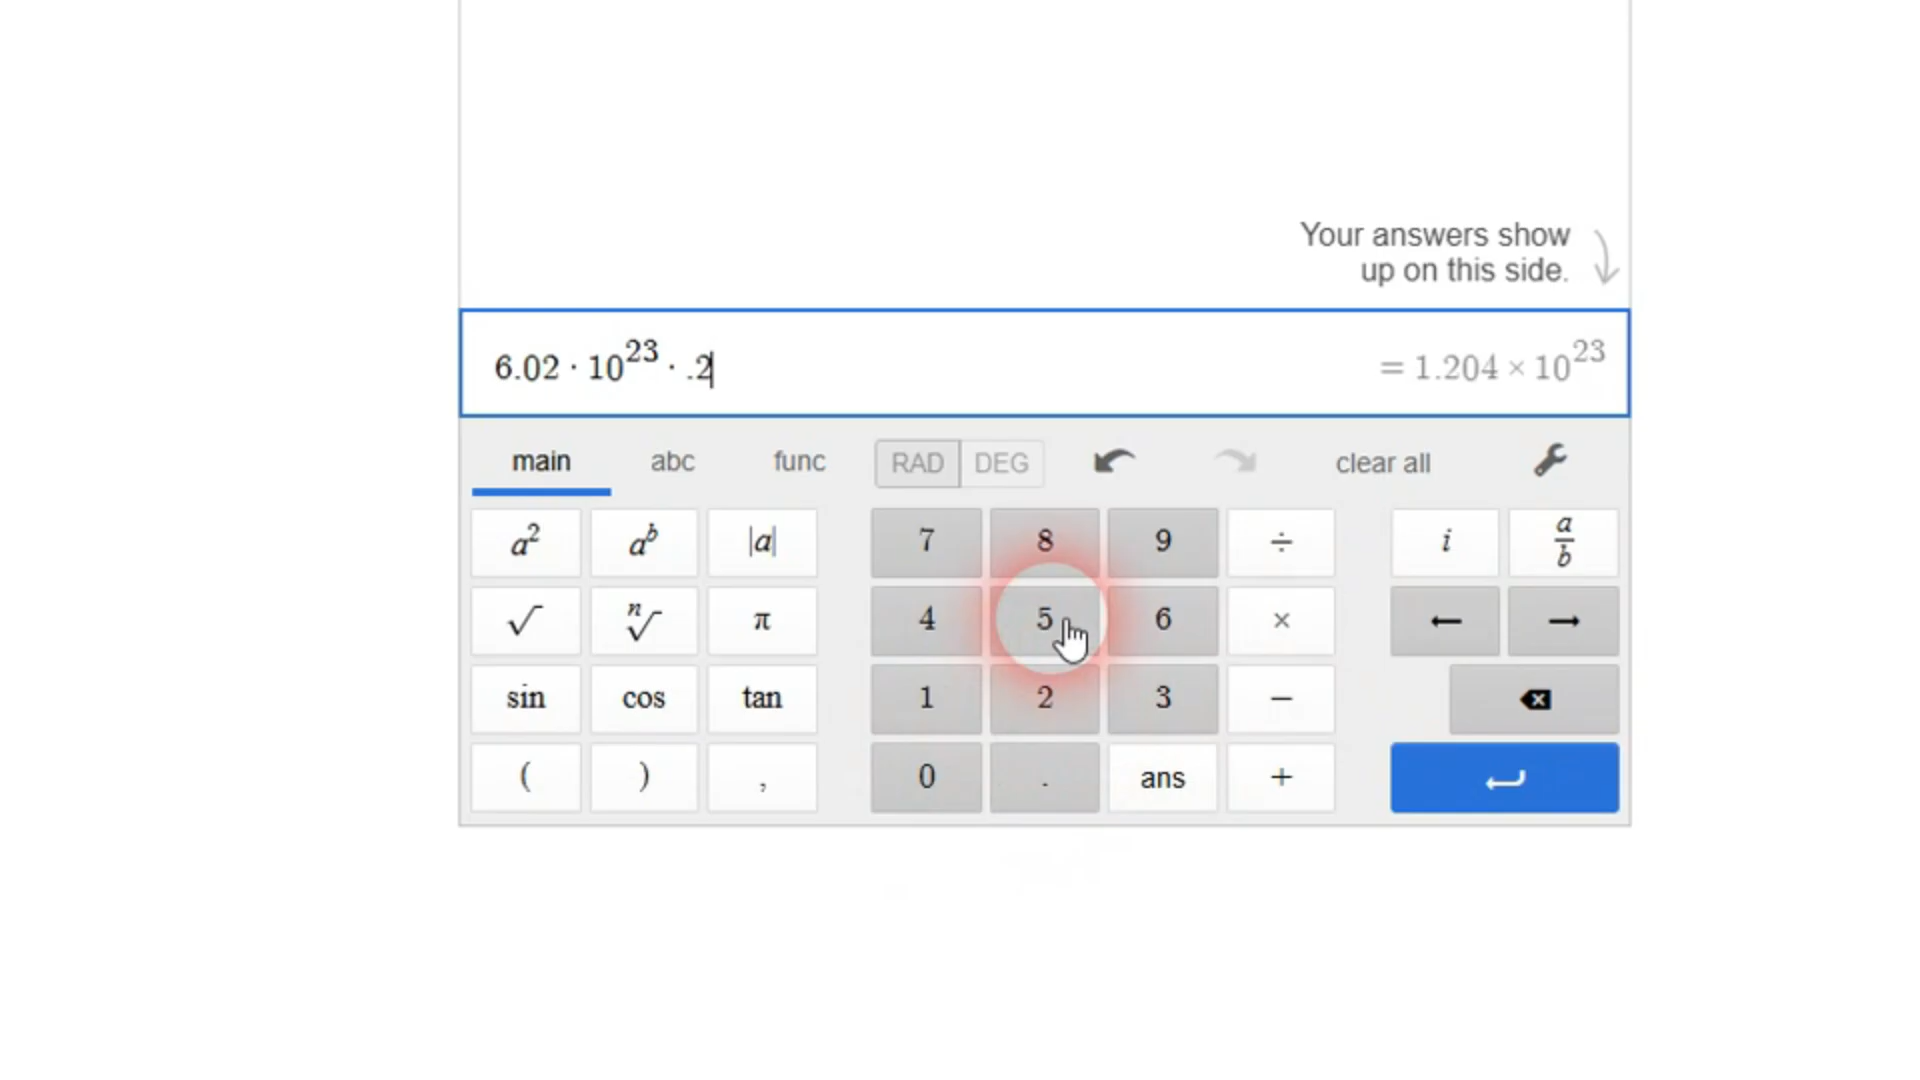 Your answers show
up on this side.
6.02 · 10²³ · .2 = 1.204 × 10²³
main abc func RAD DEG clear all
a² aᵇ |a| 7 8 9 ÷ i a/b
√ ⁿ√ π 4 5 6 × ← →
sin cos tan 1 2 3 −
( ) , 0 . ans +